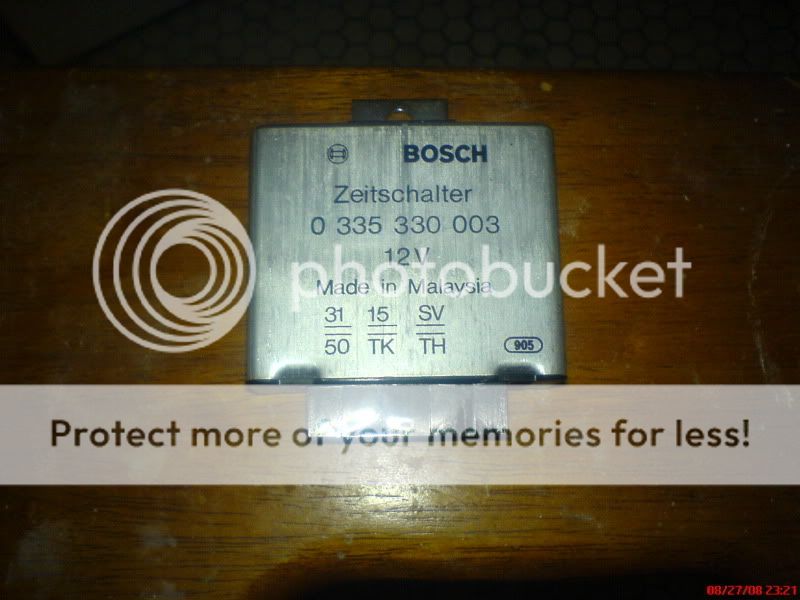 BOSCH
Zeitschalter
0 335 330 003
12V
photobucket
Made in Malaysia
31 15 SV
50 TK TH
905
Protect more of your memories for less!
08/27/08 23:21